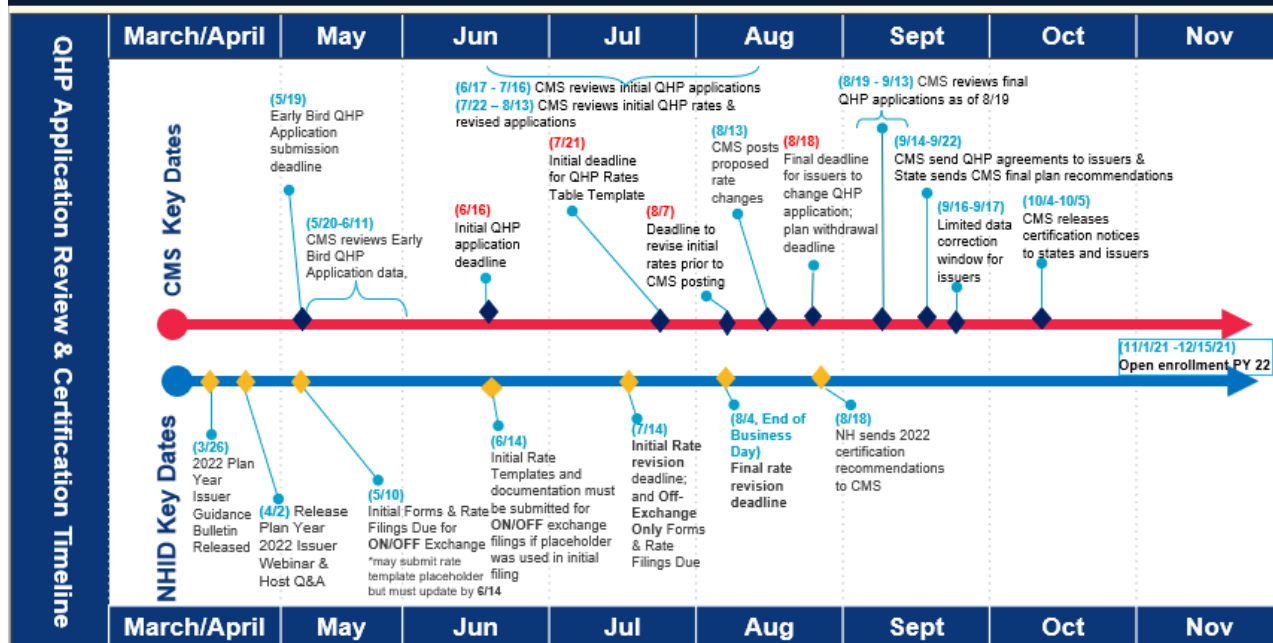 QHP Application Review & Certification Timeline
March/April May Jun Jul Aug Sept Oct Nov
CMS Key Dates
(5/19)
Early Bird QHP
Application
submission
deadline
(5/20-6/11)
CMS reviews Early
Bird QHP
Application data,
(6/17 - 7/16) CMS reviews initial QHP applications
(7/22 – 8/13) CMS reviews initial QHP rates &
revised applications
(6/16)
Initial QHP
application
deadline
(7/21)
Initial deadline
for QHP Rates
Table Template
(8/7)
Deadline to
revise initial
rates prior to
CMS posting
(8/13)
CMS posts
proposed
rate
changes
(8/18)
Final deadline
for issuers to
change QHP
application;
plan withdrawal
deadline
(8/19 - 9/13) CMS reviews final
QHP applications as of 8/19
(9/14-9/22)
CMS send QHP agreements to issuers &
State sends CMS final plan recommendations
(9/16-9/17)
Limited data
correction
window for
issuers
(10/4-10/5)
CMS releases
certification notices
to states and issuers
(11/1/21 -12/15/21)
Open enrollment PY 22
NHID Key Dates
(3/26)
2022 Plan
Year
Issuer
Guidance
Bulletin
Released
(4/2) Release
Plan Year
2022 Issuer
Webinar &
Host Q&A
(5/10)
Initial Forms & Rate
Filings Due for
ON/OFF Exchange
*may submit rate
template placeholder
but must update by 6/14
(6/14)
Initial Rate
Templates and
documentation must
be submitted for
ON/OFF exchange
filings if placeholder
was used in initial
filing
(7/14)
Initial Rate
revision
deadline;
and Off-
Exchange
Only Forms
& Rate
Filings Due
(8/4, End of
Business
Day)
Final rate
revision
deadline
(8/18)
NH sends 2022
certification
recommendations
to CMS
March/April May Jun Jul Aug Sept Oct Nov